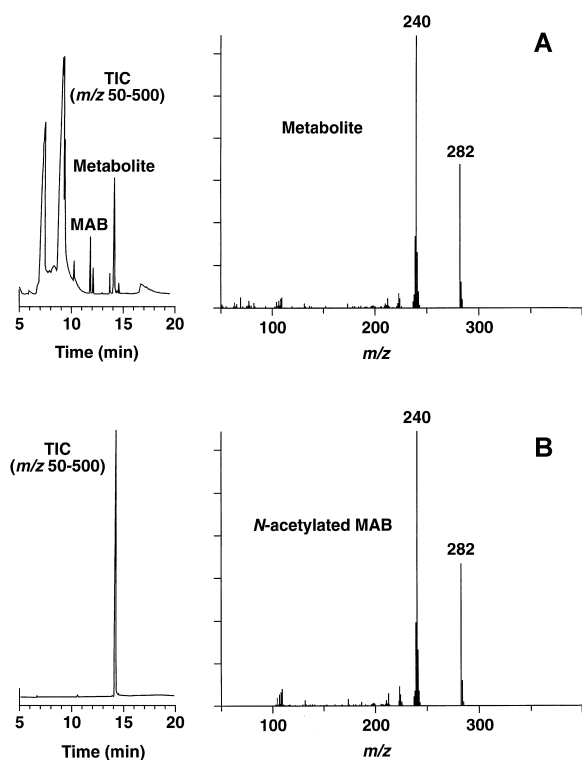 A
TIC
(m/z 50-500)
Metabolite
MAB
5 10 15 20
Time (min)
240
282
Metabolite
100 200 300
m/z
B
TIC
(m/z 50-500)
5 10 15 20
Time (min)
240
282
N-acetylated MAB
100 200 300
m/z